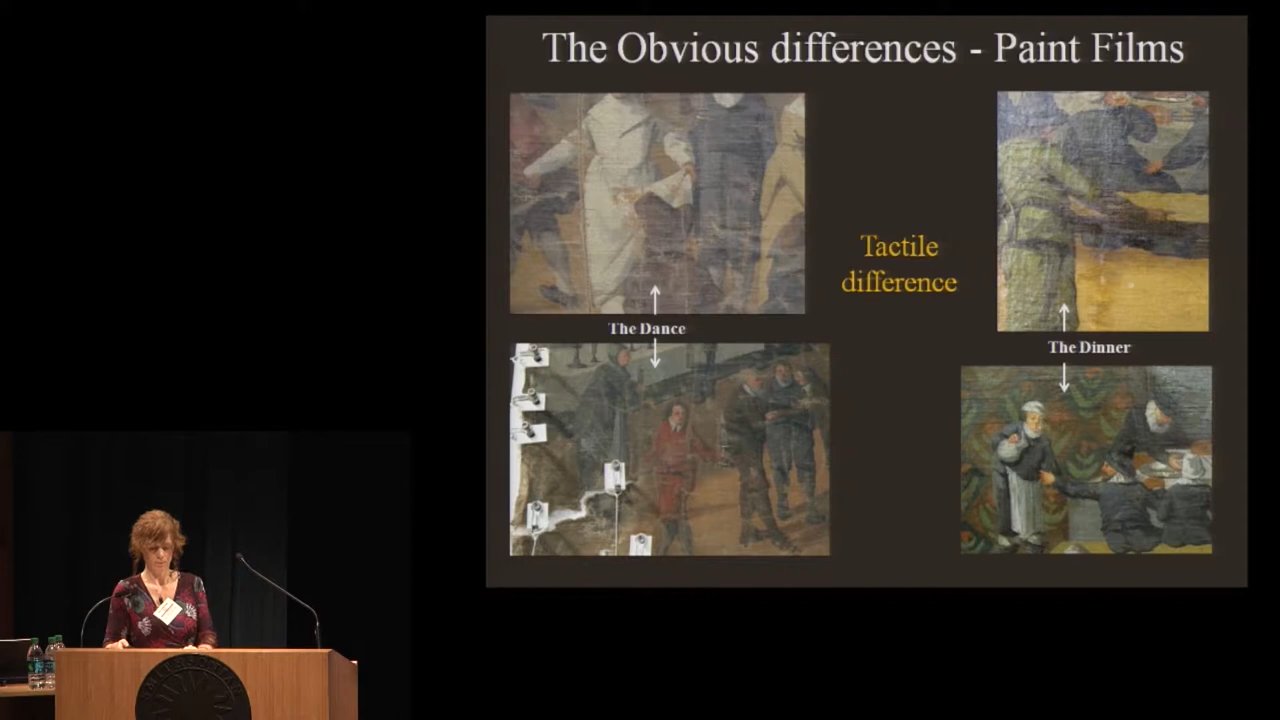 The Obvious differences - Paint Films
Tactile
difference
The Dance
The Dinner